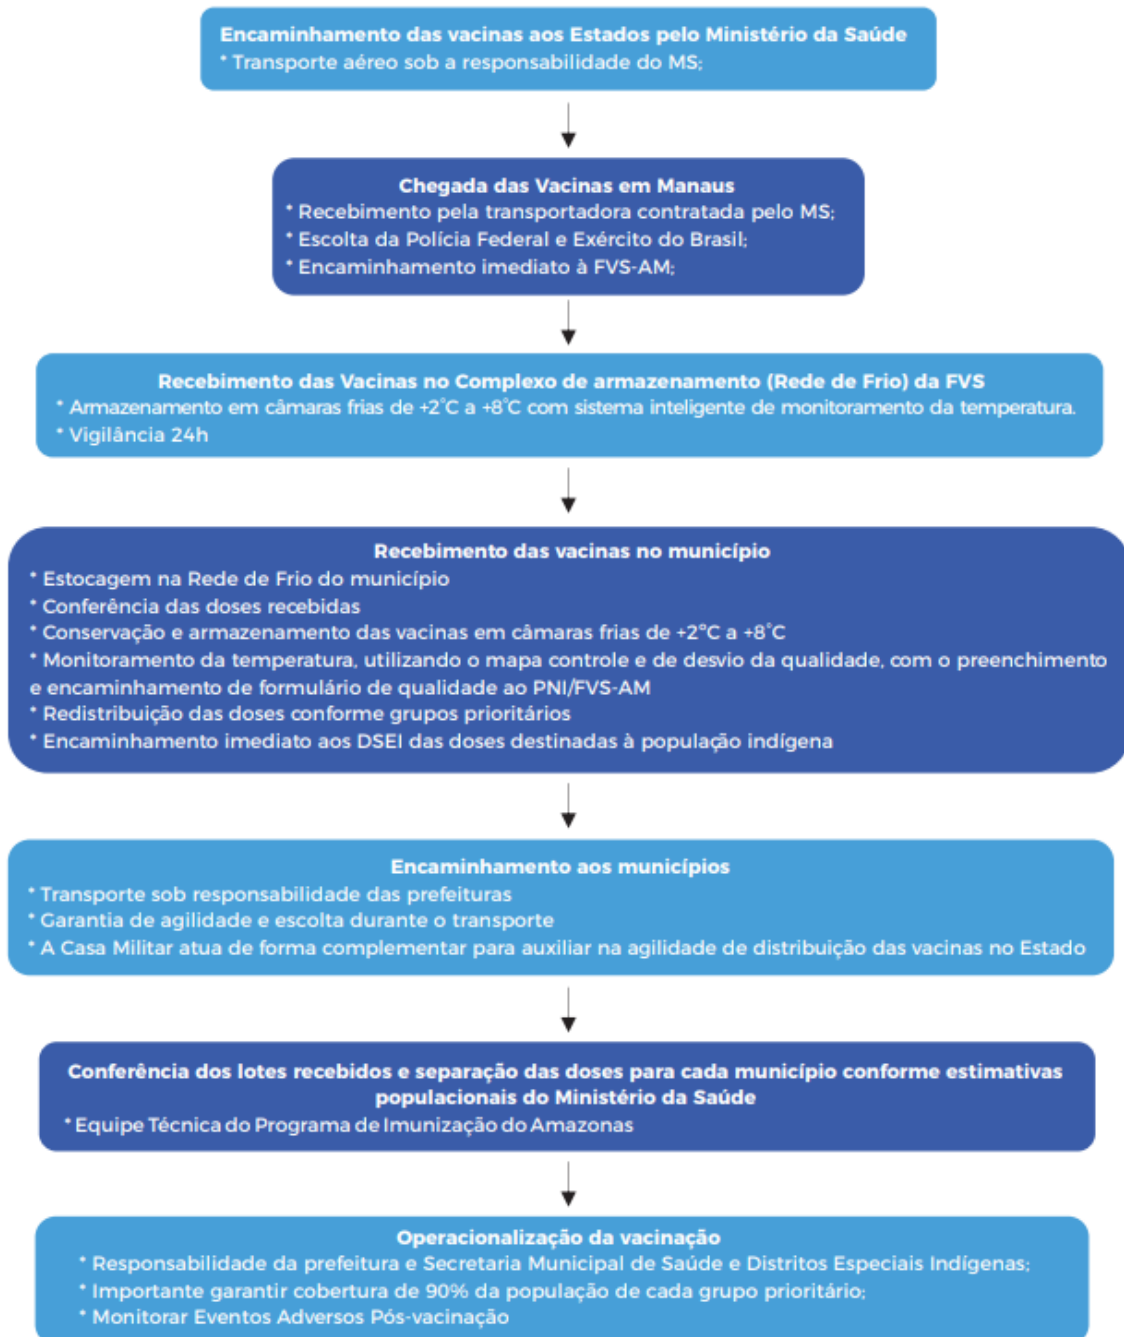 Encaminhamento das vacinas aos Estados pelo Ministério da Saúde
* Transporte aéreo sob a responsabilidade do MS;
Chegada das Vacinas em Manaus
* Recebimento pela transportadora contratada pelo MS;
* Escolta da Polícia Federal e Exército do Brasil;
* Encaminhamento imediato à FVS-AM;
Recebimento das Vacinas no Complexo de armazenamento (Rede de Frio) da FVS
* Armazenamento em câmaras frias de +2°C a +8°C com sistema inteligente de monitoramento da temperatura.
* Vigilância 24h
Recebimento das vacinas no município
* Estocagem na Rede de Frio do município
* Conferência das doses recebidas
* Conservação e armazenamento das vacinas em câmaras frias de +2ºC a +8°C
* Monitoramento da temperatura, utilizando o mapa controle e de desvio da qualidade, com o preenchimento
e encaminhamento de formulário de qualidade ao PNI/FVS-AM
* Redistribuição das doses conforme grupos prioritários
* Encaminhamento imediato aos DSEI das doses destinadas à população indígena
Encaminhamento aos municípios
* Transporte sob responsabilidade das prefeituras
* Garantia de agilidade e escolta durante o transporte
* A Casa Militar atua de forma complementar para auxiliar na agilidade de distribuição das vacinas no Estado
Conferência dos lotes recebidos e separação das doses para cada município conforme estimativas
populacionais do Ministério da Saúde
* Equipe Técnica do Programa de Imunização do Amazonas
Operacionalização da vacinação
* Responsabilidade da prefeitura e Secretaria Municipal de Saúde e Distritos Especiais Indígenas;
* Importante garantir cobertura de 90% da população de cada grupo prioritário;
* Monitorar Eventos Adversos Pós-vacinação